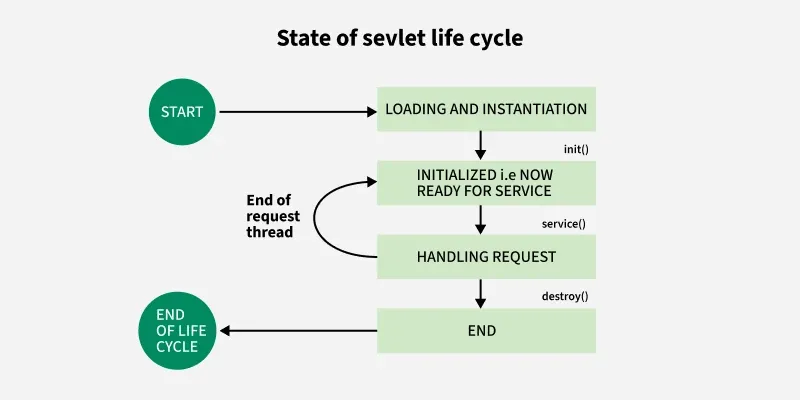 State of sevlet life cycle
START
LOADING AND INSTANTIATION
init()
INITIALIZED i.e NOW
READY FOR SERVICE
End of
request
thread
service()
HANDLING REQUEST
destroy()
END
OF LIFE
CYCLE
END